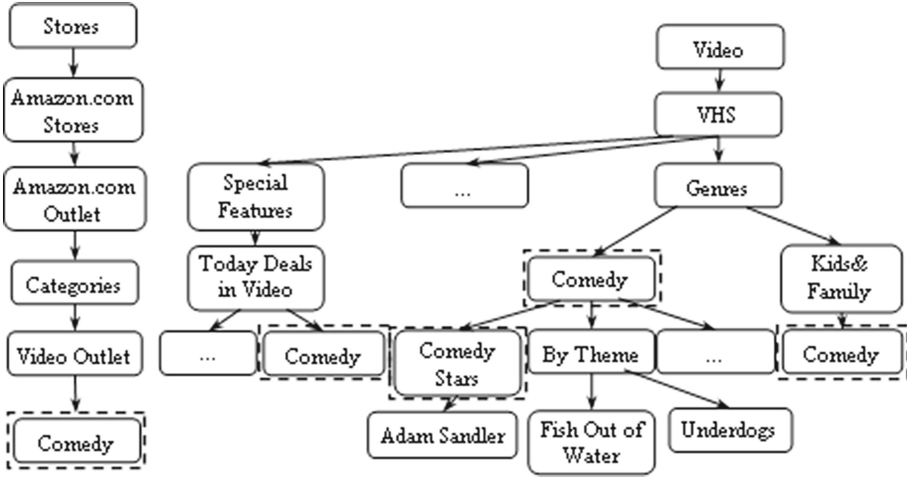 Stores
Video
Amazon.com
Stores
VHS
Amazon.com
Outlet
Special
Features
...
Genres
Categories
Today Deals
in Video
Comedy
Kids&
Family
Video Outlet
...
Comedy
Comedy
Stars
By Theme
...
Comedy
Comedy
Adam Sandler
Fish Out of
Water
Underdogs